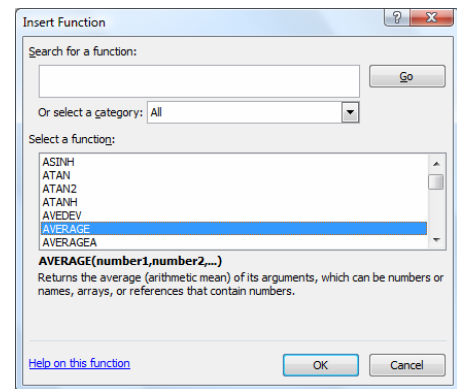 Insert Function
Search for a function:
Go
Or select a category: All
Select a function:
ASINH
ATAN
ATAN2
ATANH
AVEDEV
AVERAGE
AVERAGEA
AVERAGE(number1,number2,...)
Returns the average (arithmetic mean) of its arguments, which can be numbers or
names, arrays, or references that contain numbers.
Help on this function
OK Cancel